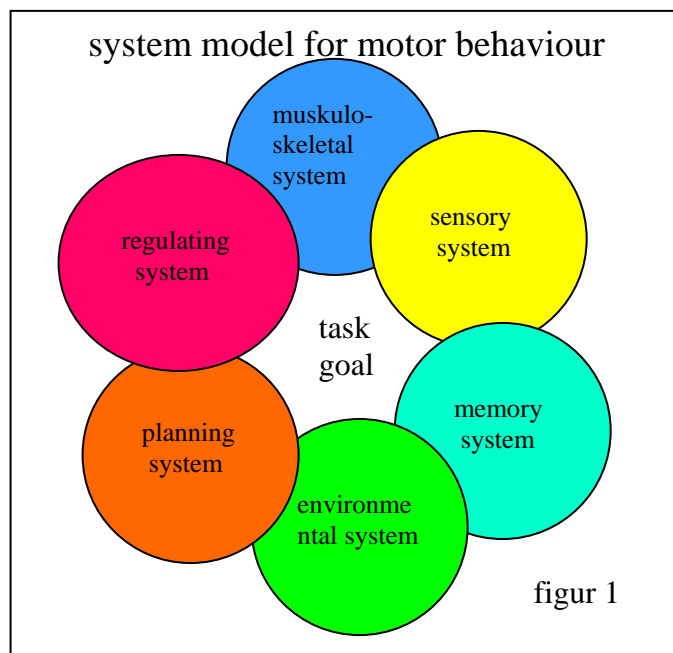 system model for motor behaviour
muskulo-
skeletal
system
sensory
system
regulating
system
task
goal
memory
system
planning
system
environme
ntal system
figur 1